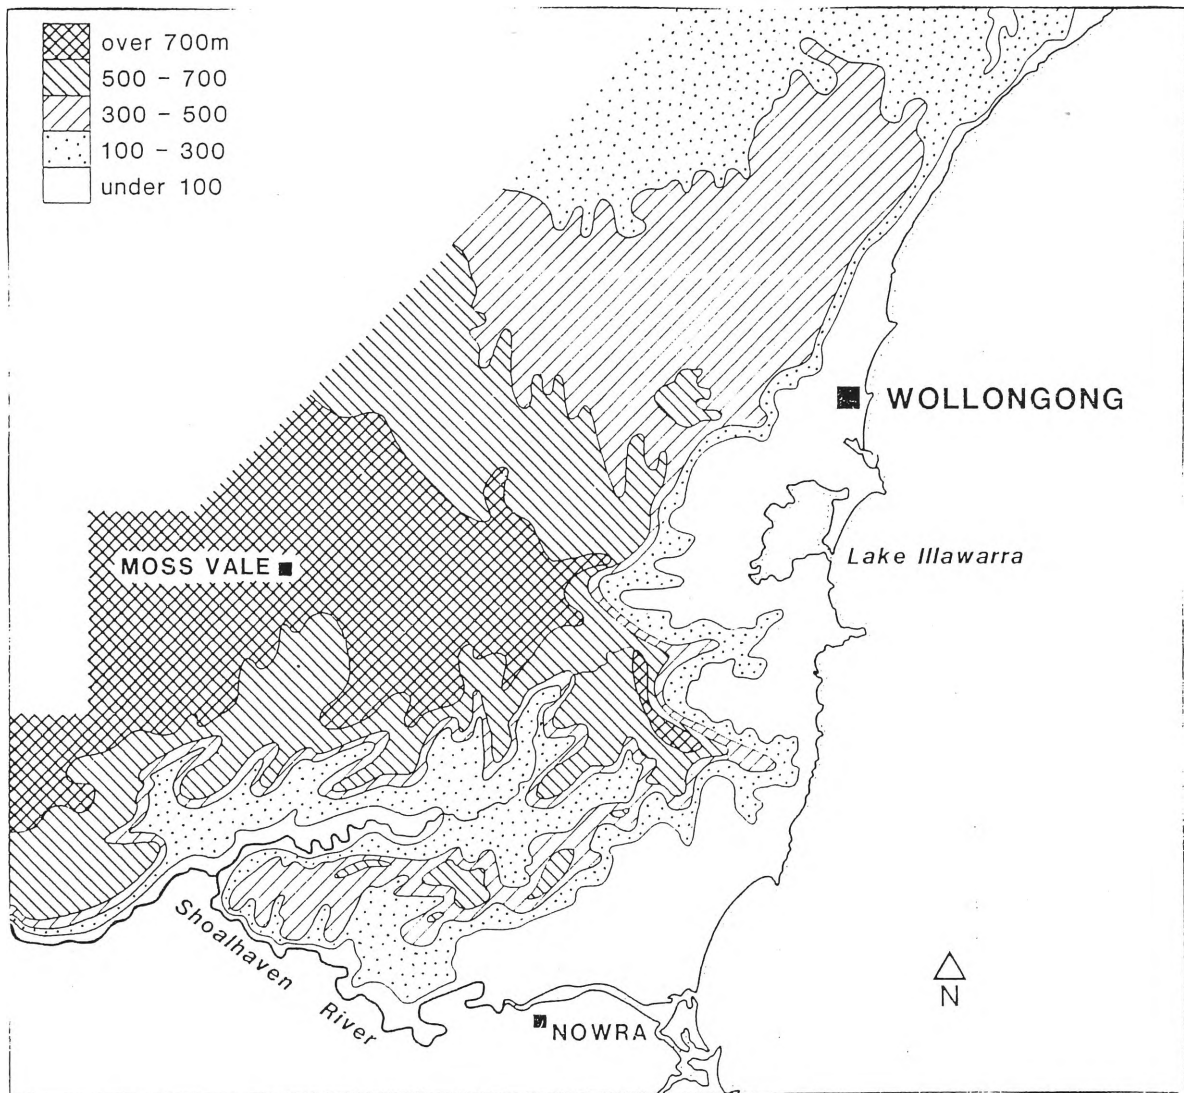 over 700m
500 - 700
300 - 500
100 - 300
under 100
WOLLONGONG
MOSS VALE
Lake Illawarra
Shoalhaven
River
N
NOWRA